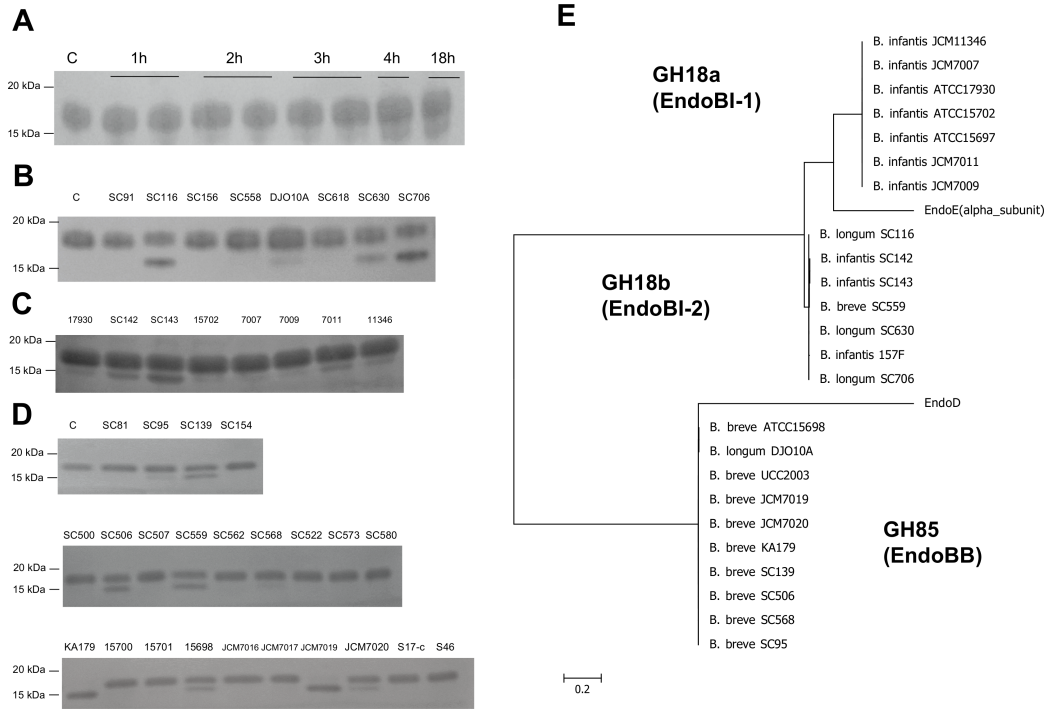 A
C 1h 2h 3h 4h 18h
20 kDa
15 kDa
B
C SC91 SC116 SC156 SC558 DJO10A SC618 SC630 SC706
20 kDa
15 kDa
C
17930 SC142 SC143 15702 7007 7009 7011 11346
20 kDa
15 kDa
D
C SC81 SC95 SC139 SC154
20 kDa
15 kDa
SC500 SC506 SC507 SC559 SC562 SC568 SC522 SC573 SC580
20 kDa
15 kDa
KA179 15700 15701 15698 JCM7016 JCM7017 JCM7019 JCM7020 S17-c S46
20 kDa
15 kDa
E
GH18a
(EndoBI-1)
B. infantis JCM11346
B. infantis JCM7007
B. infantis ATCC17930
B. infantis ATCC15702
B. infantis ATCC15697
B. infantis JCM7011
B. infantis JCM7009
EndoE(alpha_subunit)
GH18b
(EndoBI-2)
B. longum SC116
B. infantis SC142
B. infantis SC143
B. breve SC559
B. longum SC630
B. infantis 157F
B. longum SC706
EndoD
B. breve ATCC15698
B. longum DJO10A
B. breve UCC2003
B. breve JCM7019
B. breve JCM7020
B. breve KA179
B. breve SC139
B. breve SC506
B. breve SC568
B. breve SC95
GH85
(EndoBB)
0.2